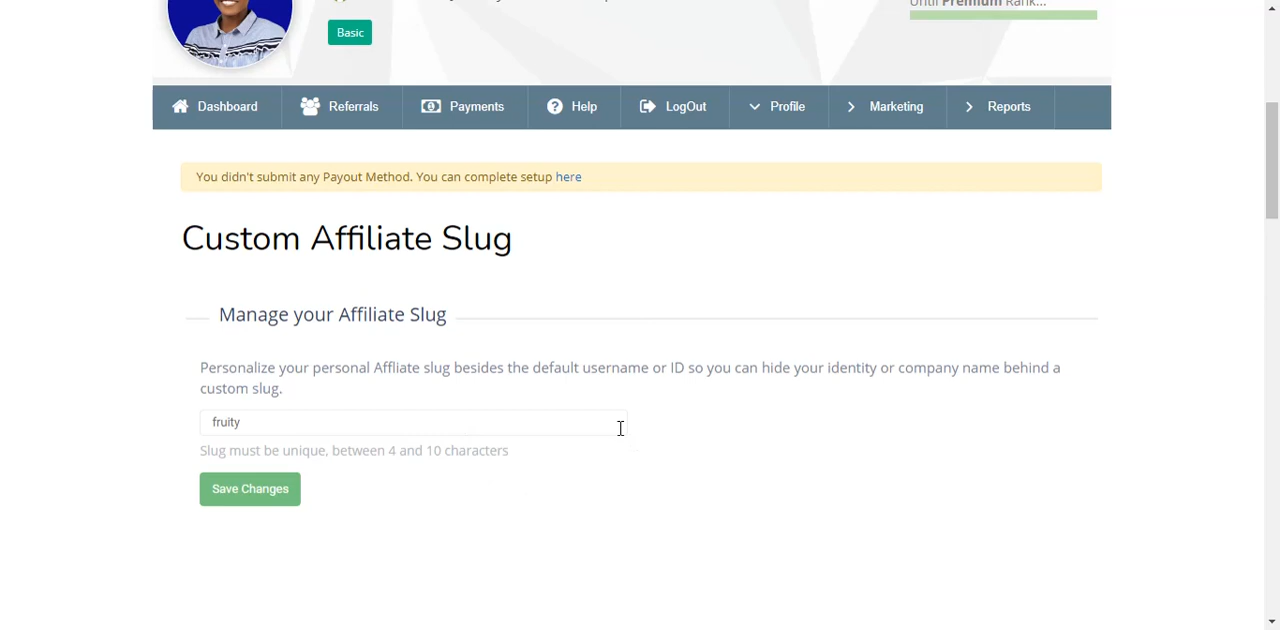 Until Premium Rank...
Basic
Dashboard Referrals Payments Help LogOut Profile Marketing Reports
You didn't submit any Payout Method. You can complete setup here
Custom Affiliate Slug
Manage your Affiliate Slug
Personalize your personal Affliate slug besides the default username or ID so you can hide your identity or company name behind a
custom slug.
fruity
Slug must be unique, between 4 and 10 characters
Save Changes